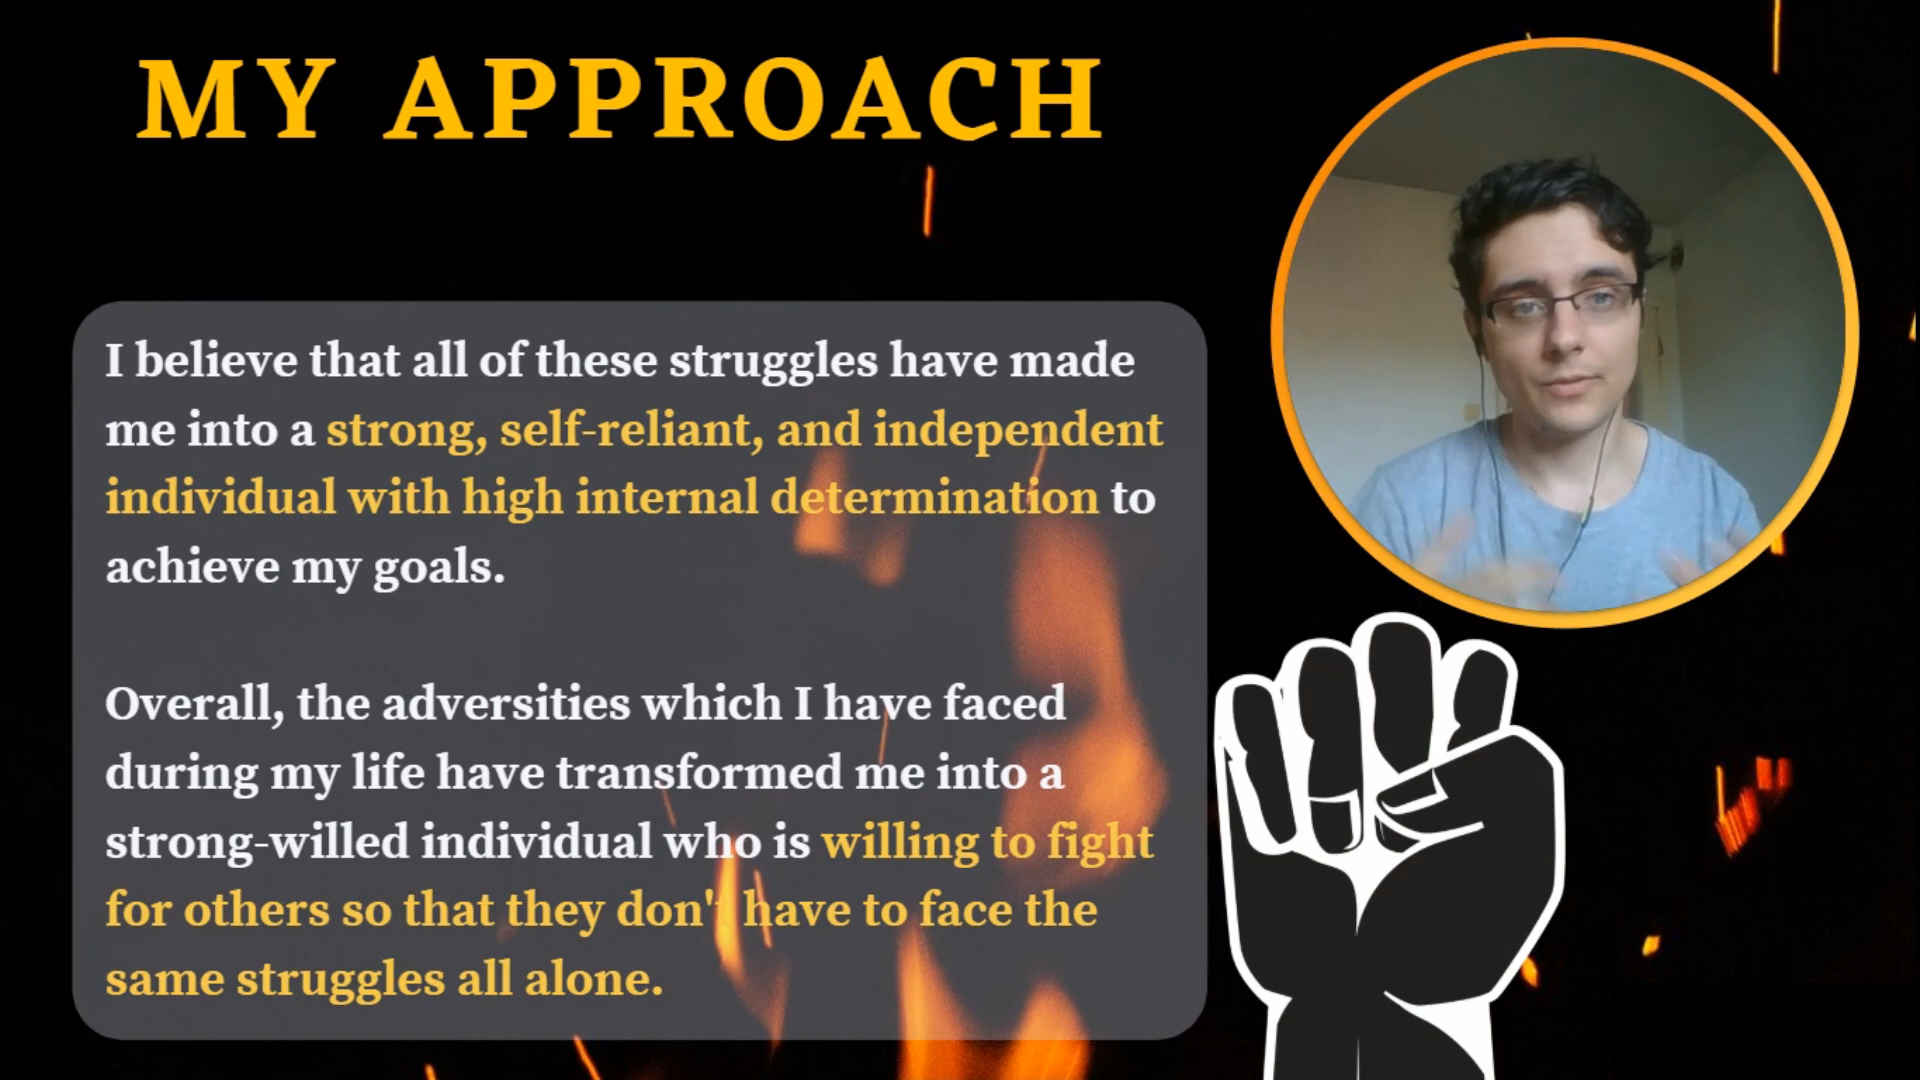 MY APPROACH
I believe that all of these struggles have made
me into a strong, self-reliant, and independent
individual with high internal determination to
achieve my goals.
Overall, the adversities which I have faced
during my life have transformed me into a
strong-willed individual who is willing to fight
for others so that they don't have to face the
same struggles all alone.